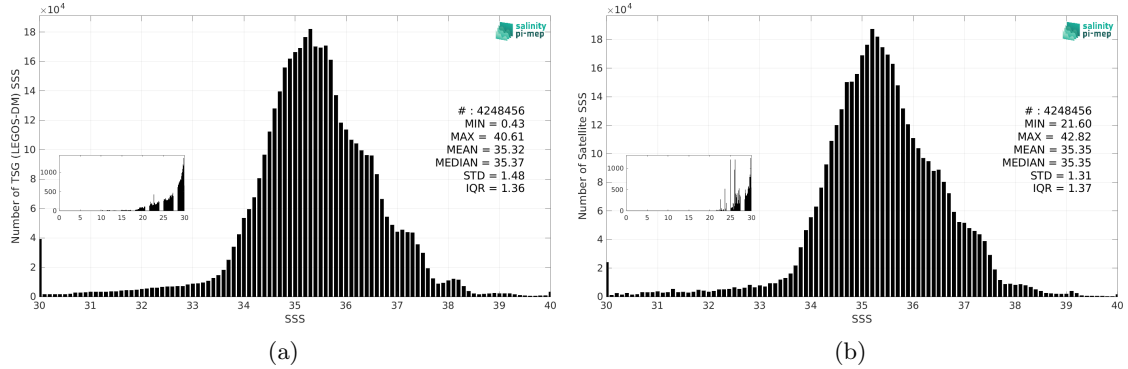 ×10⁴
18
16
14
12
10
8
6
4
2
0
Number of TSG (LEGOS-DM) SSS
30 31 32 33 34 35 36 37 38 39 40
SSS
salinity
pi-mep
# : 4248456
MIN = 0.43
MAX = 40.61
MEAN = 35.32
MEDIAN = 35.37
STD = 1.48
IQR = 1.36
1000
500
0
0 5 10 15 20 25 30
(a)
×10⁴
18
16
14
12
10
8
6
4
2
0
Number of Satellite SSS
30 31 32 33 34 35 36 37 38 39 40
SSS
salinity
pi-mep
# : 4248456
MIN = 21.60
MAX = 42.82
MEAN = 35.35
MEDIAN = 35.35
STD = 1.31
IQR = 1.37
1000
500
0
0 5 10 15 20 25 30
(b)